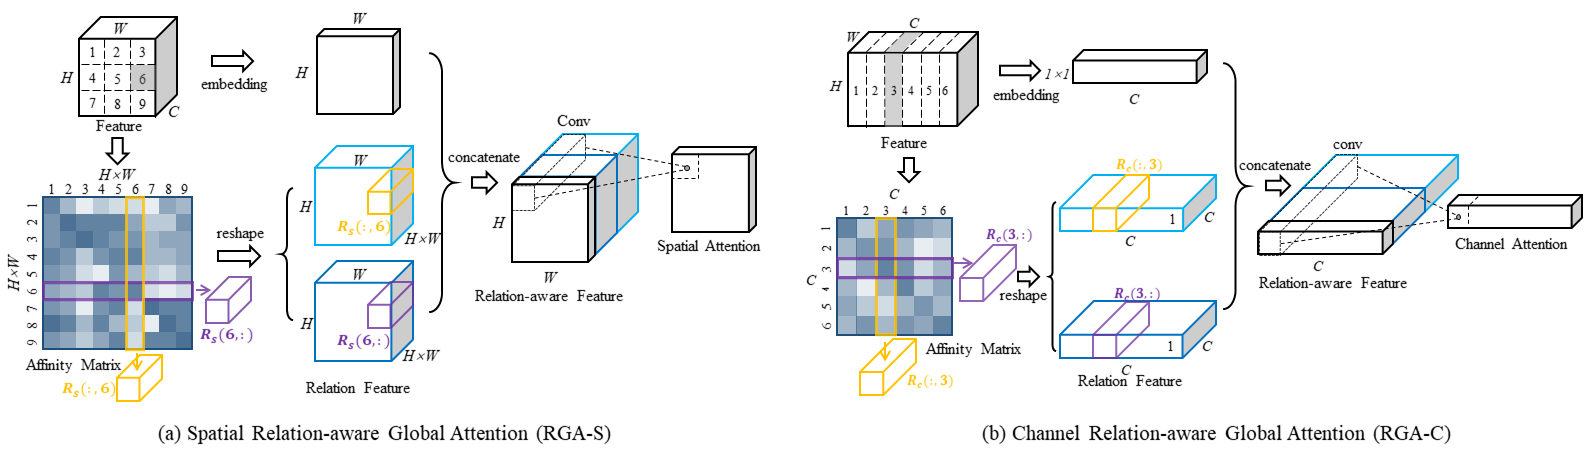 W
1 2 3
H 4 5 6
7 8 9
C
Feature
embedding
W
H
H×W
1 2 3 4 5 6 7 8 9
H×W
1
2
3
4
5
6
7
8
9
Affinity Matrix
R_s(:,6)
R_s(6,:)
reshape
W
H
R_s(:,6)
H×W
W
H
R_s(6,:)
H×W
Relation Feature
concatenate
Conv
H
W
Relation-aware Feature
Spatial Attention
(a) Spatial Relation-aware Global Attention (RGA-S)
C
W
H
1 2 3 4 5 6
Feature
embedding
1×1
C
C
1 2 3 4 5 6
C
1
2
3
4
5
6
Affinity Matrix
R_c(3,:)
R_c(:,3)
reshape
R_c(:,3)
1
C
C
R_c(3,:)
1
C
C
Relation Feature
concatenate
conv
C
Relation-aware Feature
Channel Attention
(b) Channel Relation-aware Global Attention (RGA-C)